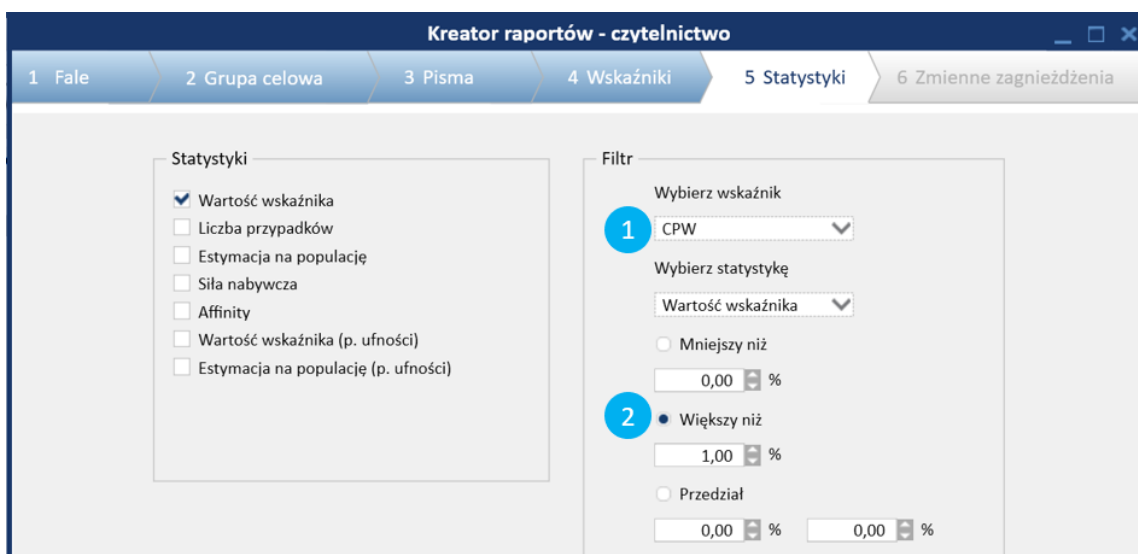 Kreator raportów - czytelnictwo
1 Fale
2 Grupa celowa
3 Pisma
4 Wskaźniki
5 Statystyki
6 Zmienne zagnieżdżenia
Statystyki
Wartość wskaźnika
Liczba przypadków
Estymacja na populację
Siła nabywcza
Affinity
Wartość wskaźnika (p. ufności)
Estymacja na populację (p. ufności)
Filtr
Wybierz wskaźnik
1 CPW
Wybierz statystykę
Wartość wskaźnika
Mniejszy niż
0,00 %
2 Większy niż
1,00 %
Przedział
0,00 % 0,00 %